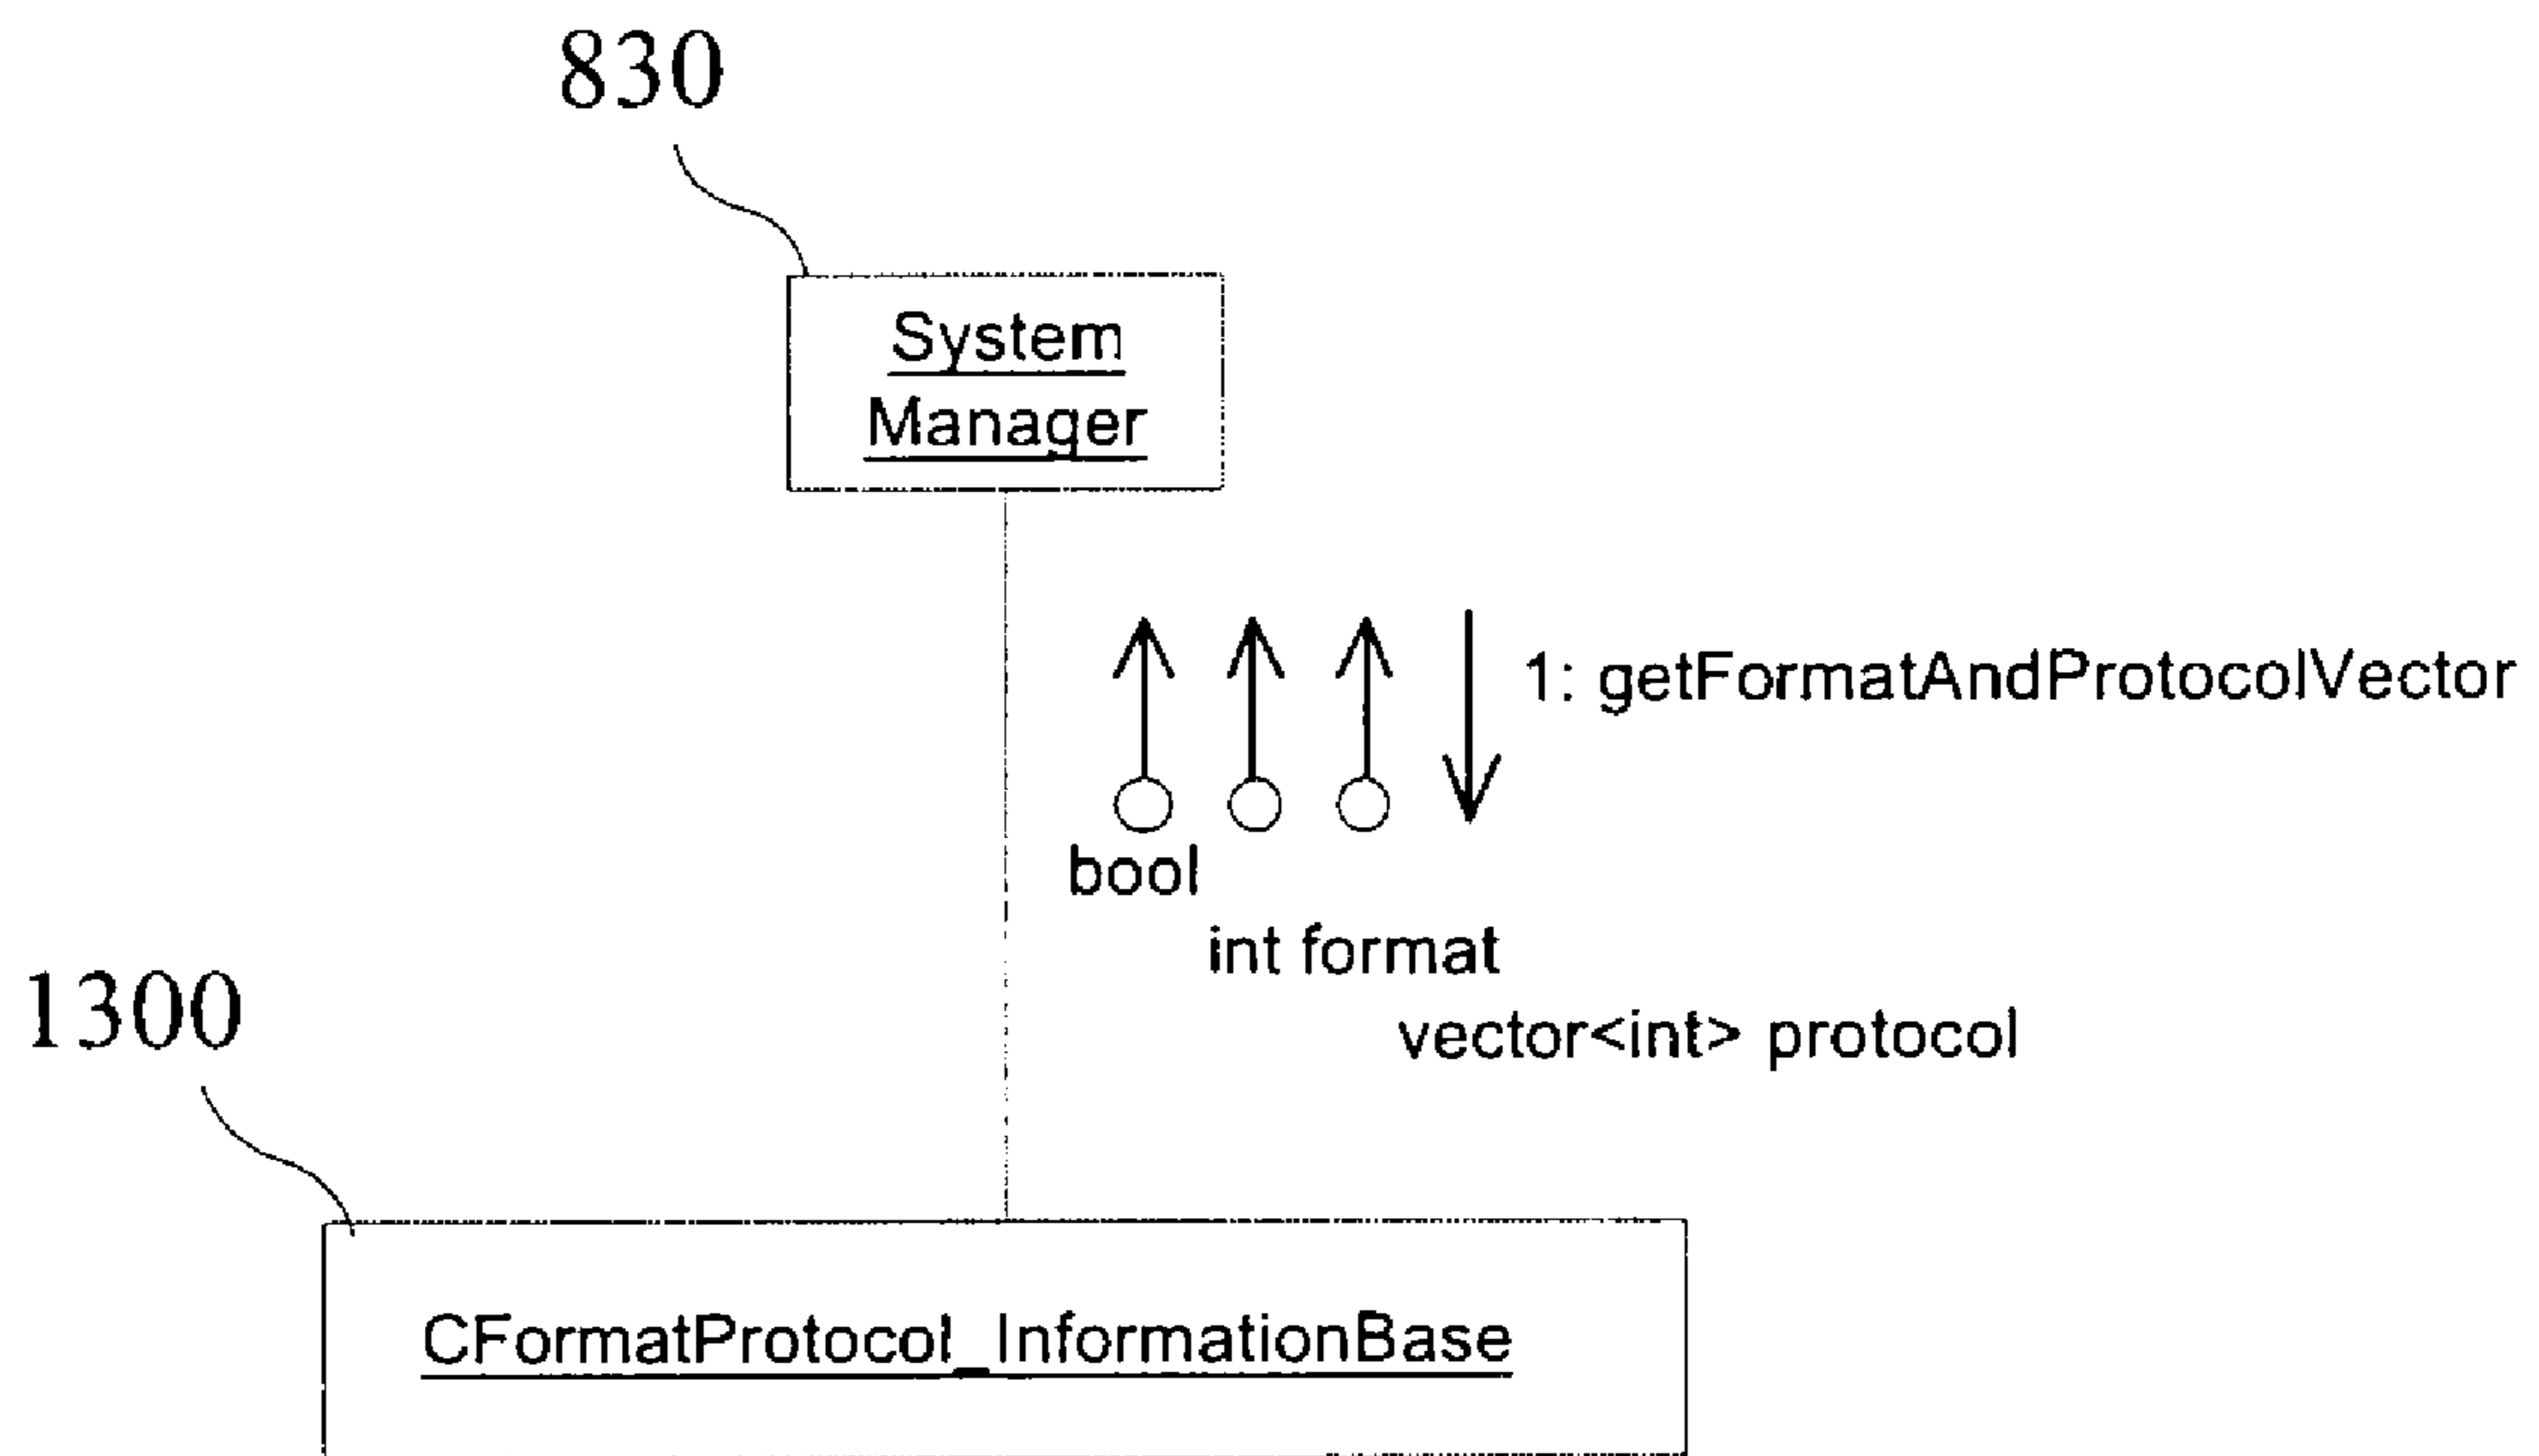 830
System
Manager
1: getFormatAndProtocolVector
bool
int format
1300
vector<int> protocol
CFormatProtocol_InformationBase